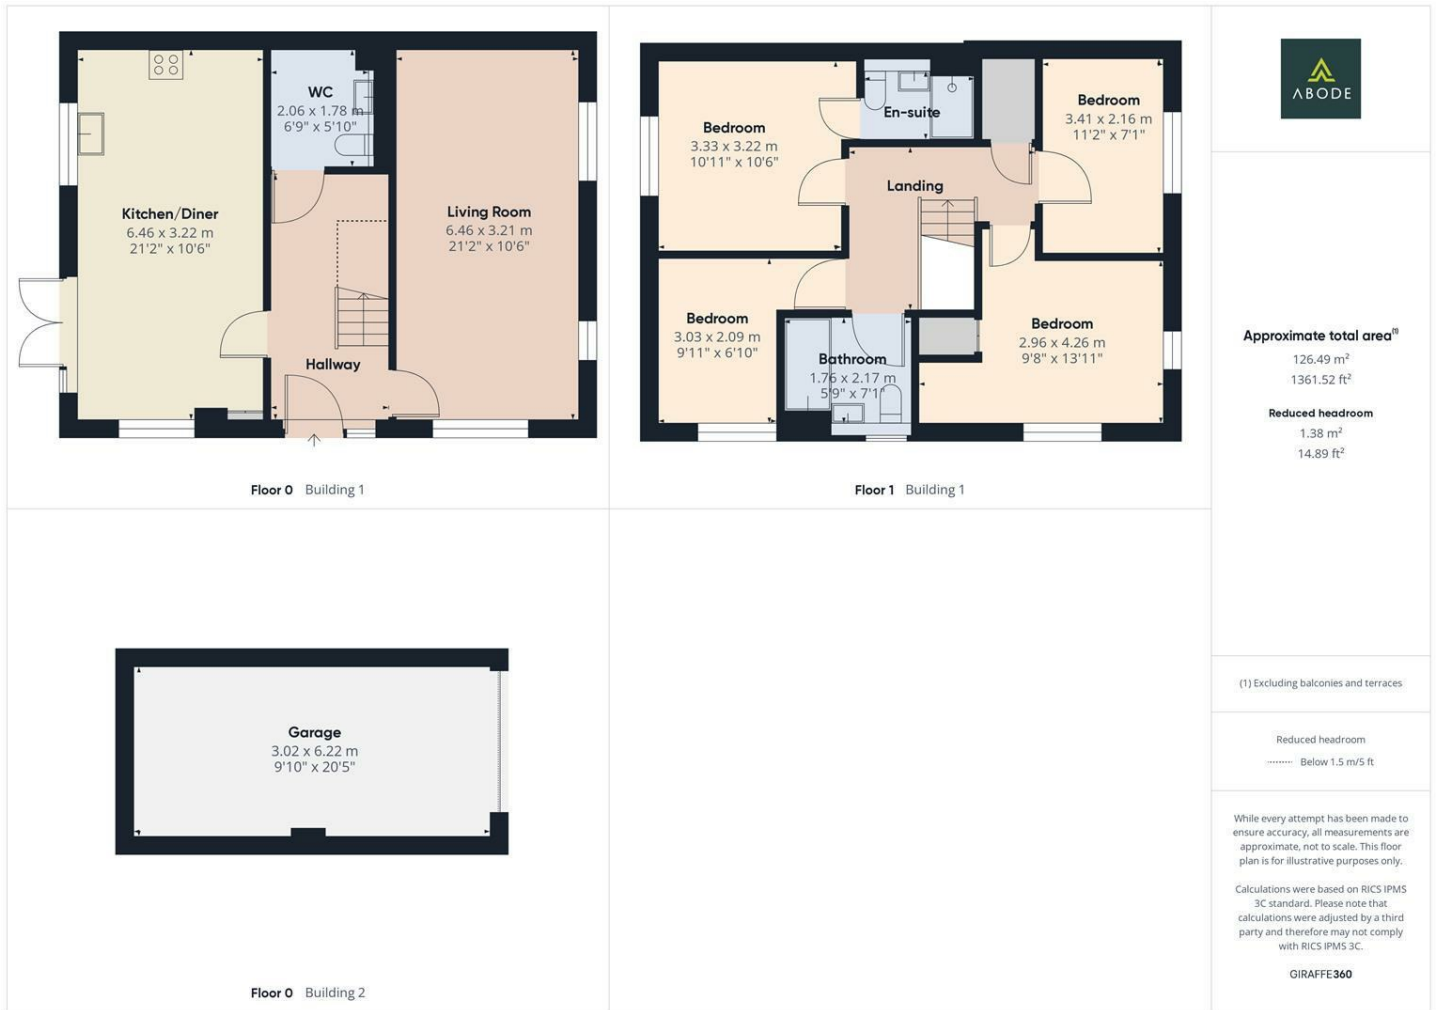 WC
2.06 x 1.78 m
6'9" x 5'10"
Kitchen/Diner
6.46 x 3.22 m
21'2" x 10'6"
Living Room
6.46 x 3.21 m
21'2" x 10'6"
Hallway
Floor 0 Building 1
Bedroom
3.33 x 3.22 m
10'11" x 10'6"
En-suite
Bedroom
3.41 x 2.16 m
11'2" x 7'1"
Landing
Bedroom
3.03 x 2.09 m
9'11" x 6'10"
Bathroom
1.76 x 2.17 m
5'9" x 7'1"
Bedroom
2.96 x 4.26 m
9'8" x 13'11"
Floor 1 Building 1
Garage
3.02 x 6.22 m
9'10" x 20'5"
Floor 0 Building 2
ABODE
Approximate total area(1)
126.49 m²
1361.52 ft²
Reduced headroom
1.38 m²
14.89 ft²
(1) Excluding balconies and terraces
Reduced headroom
Below 1.5 m/5 ft
While every attempt has been made to
ensure accuracy, all measurements are
approximate, not to scale. This floor
plan is for illustrative purposes only.
Calculations were based on RICS IPMS
3C standard. Please note that
calculations were adjusted by a third
party and therefore may not comply
with RICS IPMS 3C.
GIRAFFE360